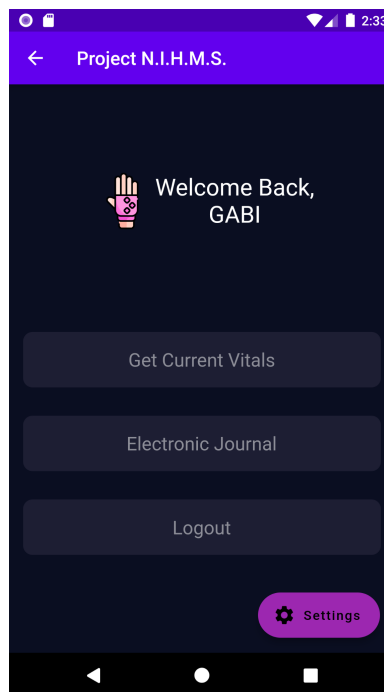 2:33
Project N.I.H.M.S.
Welcome Back,
GABI
Get Current Vitals
Electronic Journal
Logout
Settings